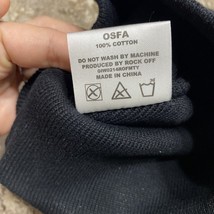 OSFA
100% COTTON
DO NOT WASH BY MACHINE
PRODUCED BY ROCK OFF
MADE IN CHINA